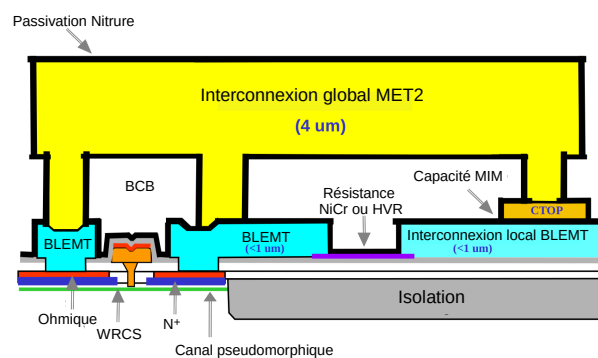 Passivation Nitrure
Interconnexion global MET2
(4 um)
BCB
Résistance
NiCr ou HVR
Capacité MIM
CTOP
BLEMT
BLEMT
(<1 um)
Interconnexion local BLEMT
(<1 um)
Isolation
Ohmique
WRCS
N+
Canal pseudomorphique